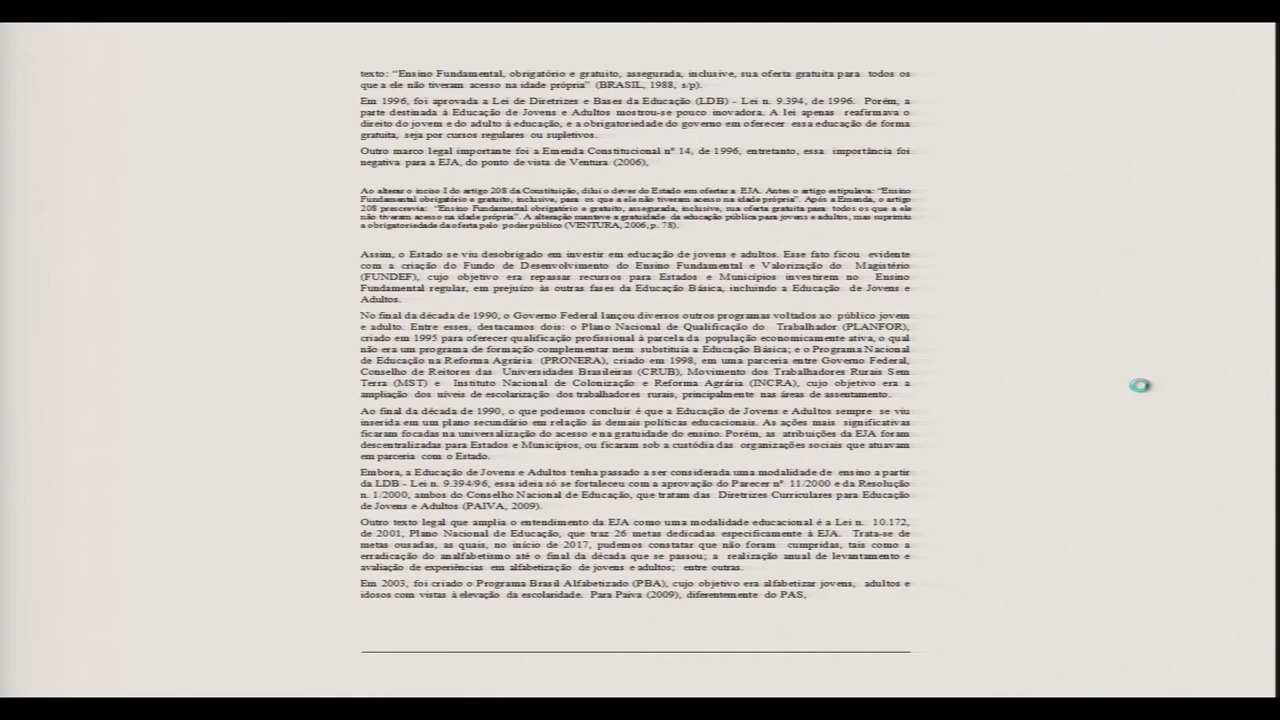 texto: “Ensino Fundamental, obrigatório e gratuito, assegurada, inclusive, sua oferta gratuita para todos os
que a ele não tiveram acesso na idade própria” (BRASIL, 1988, s/p).
Em 1996, foi aprovada a Lei de Diretrizes e Bases da Educação (LDB) - Lei n. 9.394, de 1996. Porém, a
parte destinada à Educação de Jovens e Adultos mostrou-se pouco inovadora. A lei apenas reafirmava o
direito do jovem e do adulto à educação, e a obrigatoriedade do governo em oferecer essa educação de forma
gratuita, seja por cursos regulares ou supletivos.
Outro marco legal importante foi a Emenda Constitucional nº 14, de 1996, entretanto, essa importância foi
negativa para a EJA, do ponto de vista de Ventura (2006),
Ao alterar o inciso I do artigo 208 da Constituição, dilui o dever do Estado em ofertar a EJA. Antes o artigo estipulava: “Ensino
Fundamental obrigatório e gratuito, inclusive, para os que a ele não tiveram acesso na idade própria”. Após a Emenda, o artigo
208 prescrevia: “Ensino Fundamental obrigatório e gratuito, assegurada, inclusive, sua oferta gratuita para todos os que a ele
não tiveram acesso na idade própria”. A alteração manteve a gratuidade da educação pública para jovens e adultos, mas suprimiu
a obrigatoriedade da oferta pelo poder público (VENTURA, 2006, p. 78).
Assim, o Estado se viu desobrigado em investir em educação de jovens e adultos. Esse fato ficou evidente
com a criação do Fundo de Desenvolvimento do Ensino Fundamental e Valorização do Magistério
(FUNDEF), cujo objetivo era repassar recursos para Estados e Municípios investirem no Ensino
Fundamental regular, em prejuízo às outras fases da Educação Básica, incluindo a Educação de Jovens e
Adultos.
No final da década de 1990, o Governo Federal lançou diversos outros programas voltados ao público jovem
e adulto. Entre esses, destacamos dois: o Plano Nacional de Qualificação do Trabalhador (PLANFOR),
criado em 1995 para oferecer qualificação profissional à parcela da população economicamente ativa, o qual
não era um programa de formação complementar nem substituía a Educação Básica; e o Programa Nacional
de Educação na Reforma Agrária (PRONERA), criado em 1998, em uma parceria entre Governo Federal,
Conselho de Reitores das Universidades Brasileiras (CRUB), Movimento dos Trabalhadores Rurais Sem
Terra (MST) e Instituto Nacional de Colonização e Reforma Agrária (INCRA), cujo objetivo era a
ampliação dos níveis de escolarização dos trabalhadores rurais, principalmente nas áreas de assentamento.
Ao final da década de 1990, o que podemos concluir é que a Educação de Jovens e Adultos sempre se viu
inserida em um plano secundário em relação às demais políticas educacionais. As ações mais significativas
ficaram focadas na universalização do acesso e na gratuidade do ensino. Porém, as atribuições da EJA foram
descentralizadas para Estados e Municípios, ou ficaram sob a custódia das organizações sociais que atuavam
em parceria com o Estado.
Embora, a Educação de Jovens e Adultos tenha passado a ser considerada uma modalidade de ensino a partir
da LDB - Lei n. 9.394/96, essa ideia só se fortaleceu com a aprovação do Parecer nº 11/2000 e da Resolução
n. 1/2000, ambos do Conselho Nacional de Educação, que tratam das Diretrizes Curriculares para Educação
de Jovens e Adultos (PAIVA, 2009).
Outro texto legal que amplia o entendimento da EJA como uma modalidade educacional é a Lei n. 10.172,
de 2001, Plano Nacional de Educação, que traz 26 metas dedicadas especificamente à EJA. Trata-se de
metas ousadas, as quais, no início de 2017, pudemos constatar que não foram cumpridas, tais como a
erradicação do analfabetismo até o final da década que se passou; a realização anual de levantamento e
avaliação de experiências em alfabetização de jovens e adultos; entre outras.
Em 2003, foi criado o Programa Brasil Alfabetizado (PBA), cujo objetivo era alfabetizar jovens, adultos e
idosos com vistas à elevação da escolaridade. Para Paiva (2009), diferentemente do PAS,